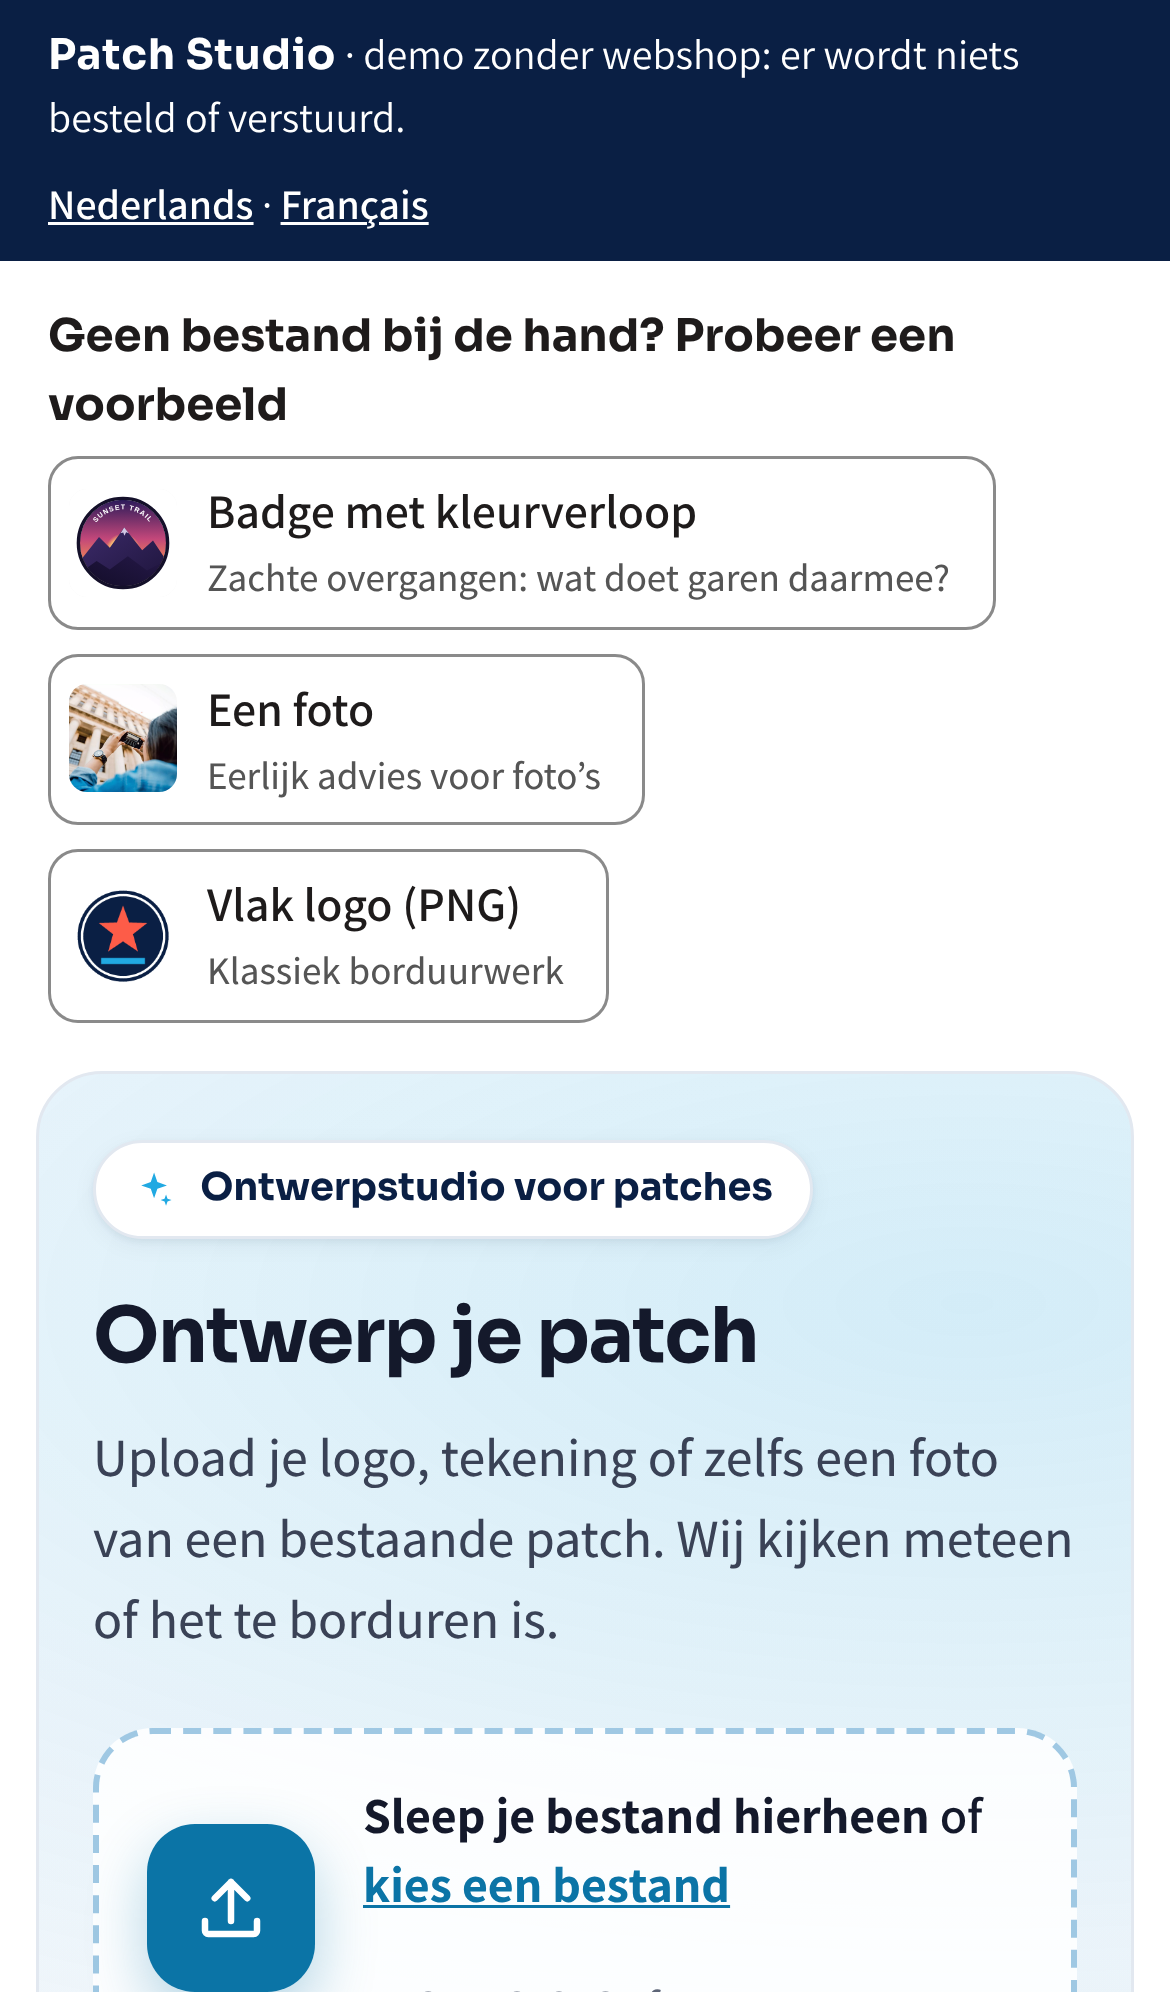 Patch Studio · demo zonder webshop: er wordt niets
besteld of verstuurd.
Nederlands · Français
Geen bestand bij de hand? Probeer een
voorbeeld
SUNSET TRAIL
Badge met kleurverloop
Zachte overgangen: wat doet garen daarmee?
Een foto
Eerlijk advies voor foto’s
Vlak logo (PNG)
Klassiek borduurwerk
Ontwerpstudio voor patches
Ontwerp je patch
Upload je logo, tekening of zelfs een foto
van een bestaande patch. Wij kijken meteen
of het te borduren is.
Sleep je bestand hierheen of
kies een bestand